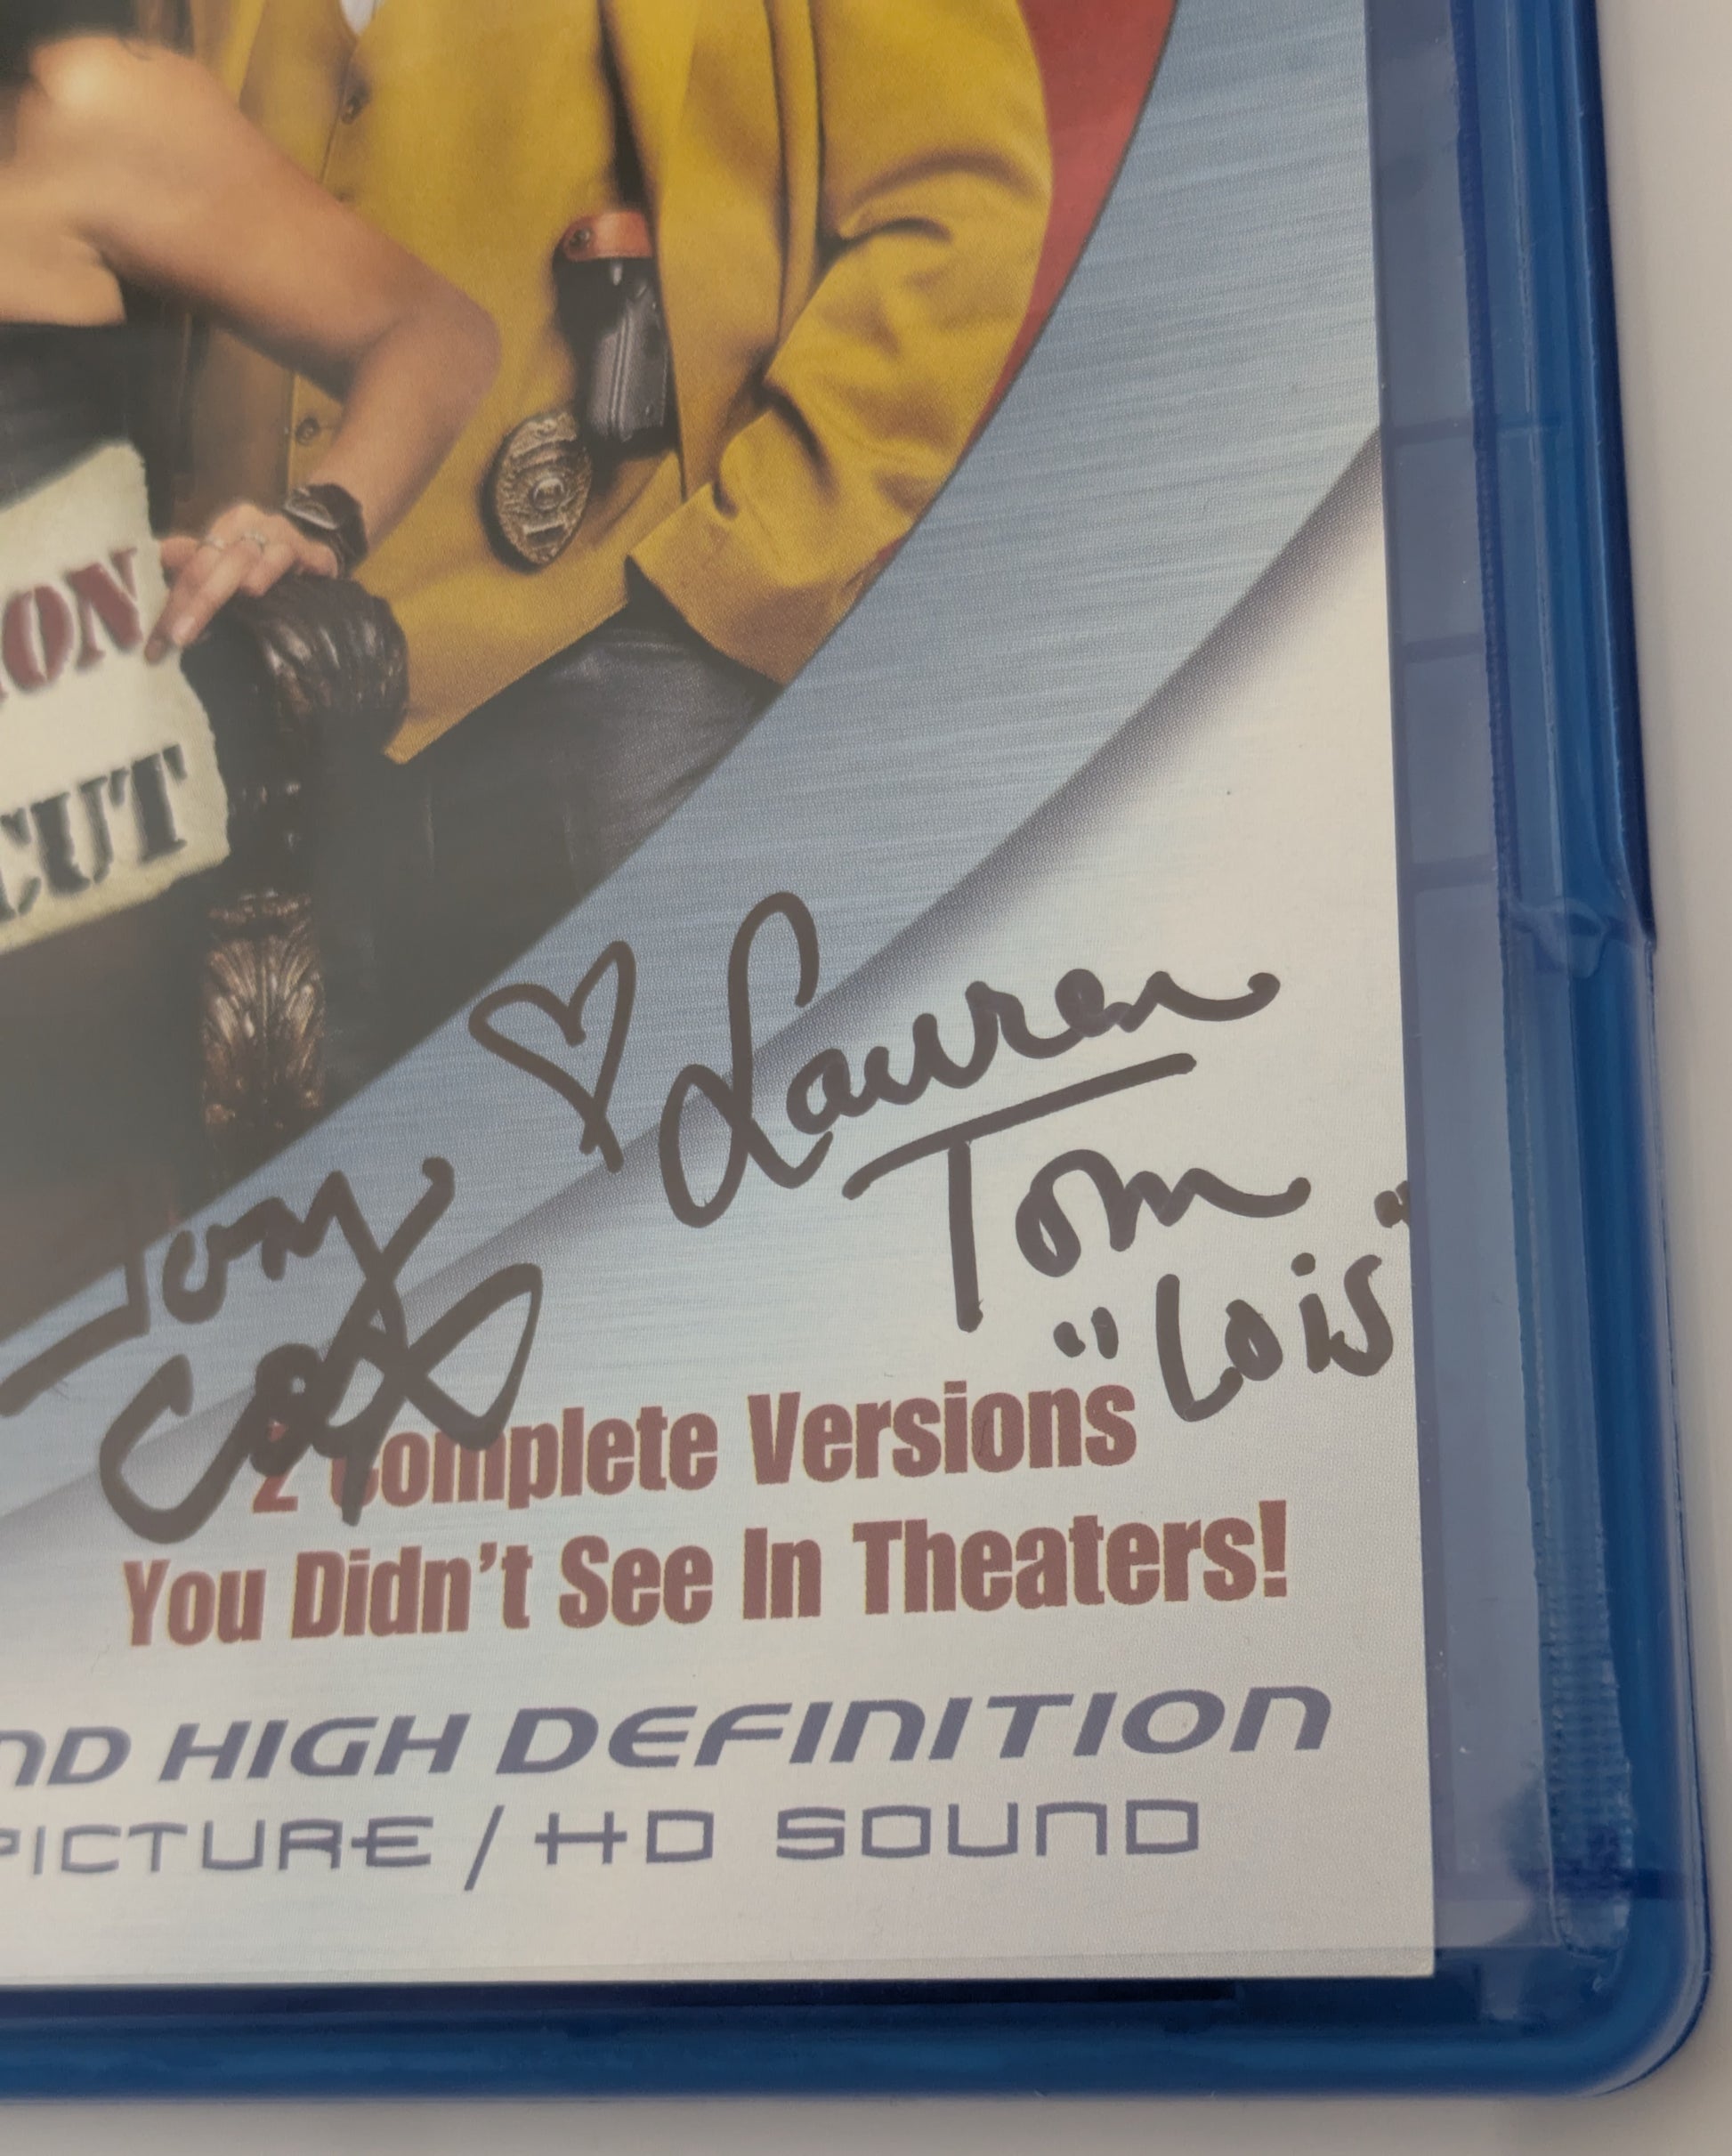 ON
CUT
♡ Lauren
Tom
"Lois"
Tony
Cox
2 Complete Versions
You Didn't See In Theaters!
ND HIGH DEFINITION
PICTURE / HD SOUND